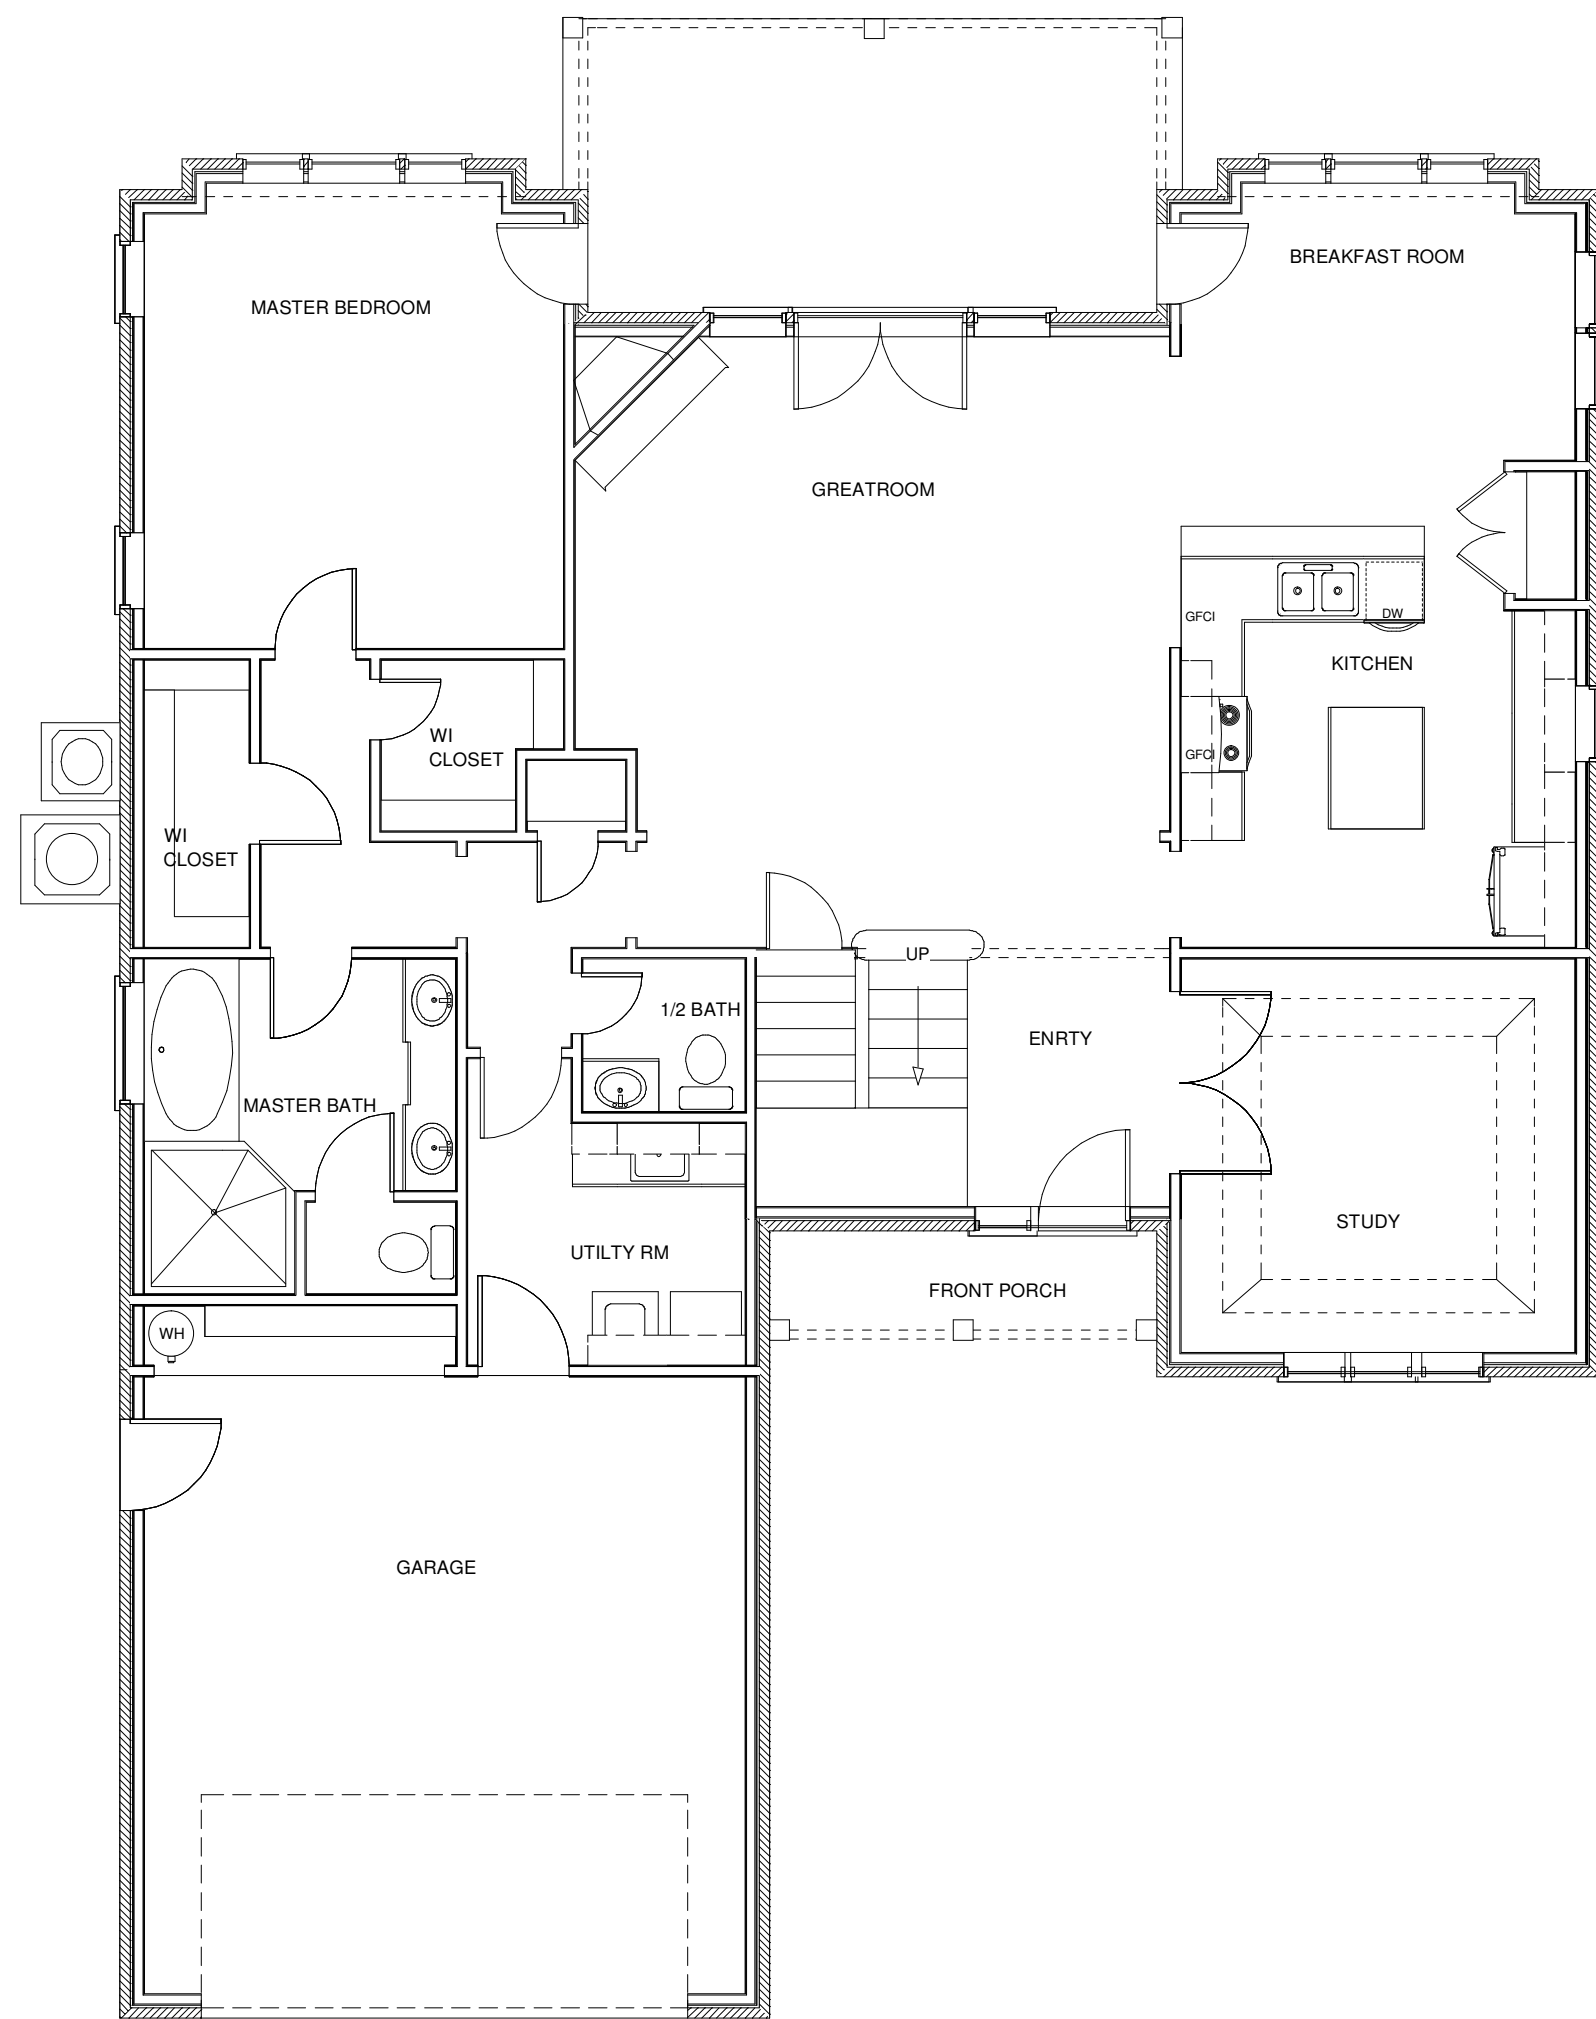 BREAKFAST ROOM
MASTER BEDROOM
GREATROOM
GFCI
DW
KITCHEN
WI
CLOSET
GFCI
WI
CLOSET
UP
1/2 BATH
ENRTY
MASTER BATH
STUDY
UTILTY RM
FRONT PORCH
WH
GARAGE